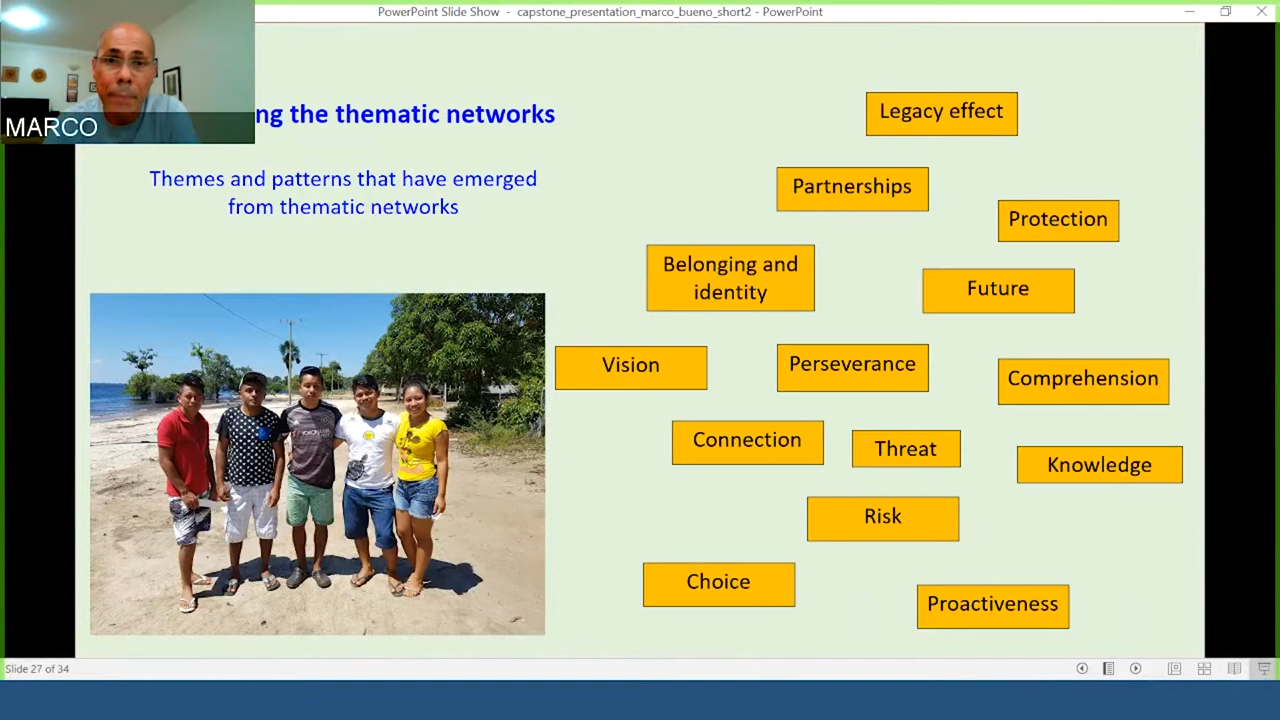 PowerPoint Slide Show - capstone_presentation_marco_bueno_short2 - PowerPoint
MARCO
ng the thematic networks
Themes and patterns that have emerged
from thematic networks
Legacy effect
Partnerships
Protection
Belonging and
identity
Future
Vision
Perseverance
Comprehension
Connection
Threat
Knowledge
Risk
Choice
Proactiveness
Slide 27 of 34